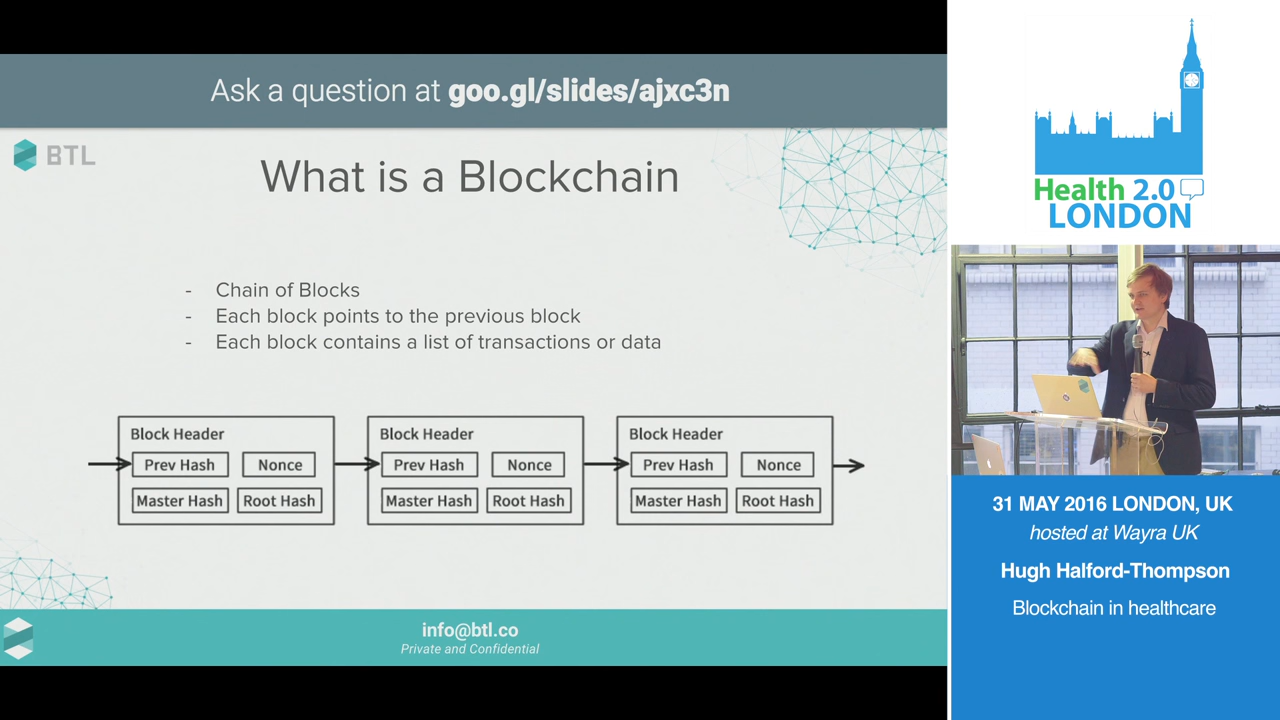 Ask a question at goo.gl/slides/ajxc3n
BTL
What is a Blockchain
- Chain of Blocks
- Each block points to the previous block
- Each block contains a list of transactions or data
Block Header
Prev Hash Nonce
Master Hash Root Hash
Block Header
Prev Hash Nonce
Master Hash Root Hash
Block Header
Prev Hash Nonce
Master Hash Root Hash
info@btl.co
Private and Confidential
Health 2.0
LONDON
31 MAY 2016 LONDON, UK
hosted at Wayra UK
Hugh Halford-Thompson
Blockchain in healthcare